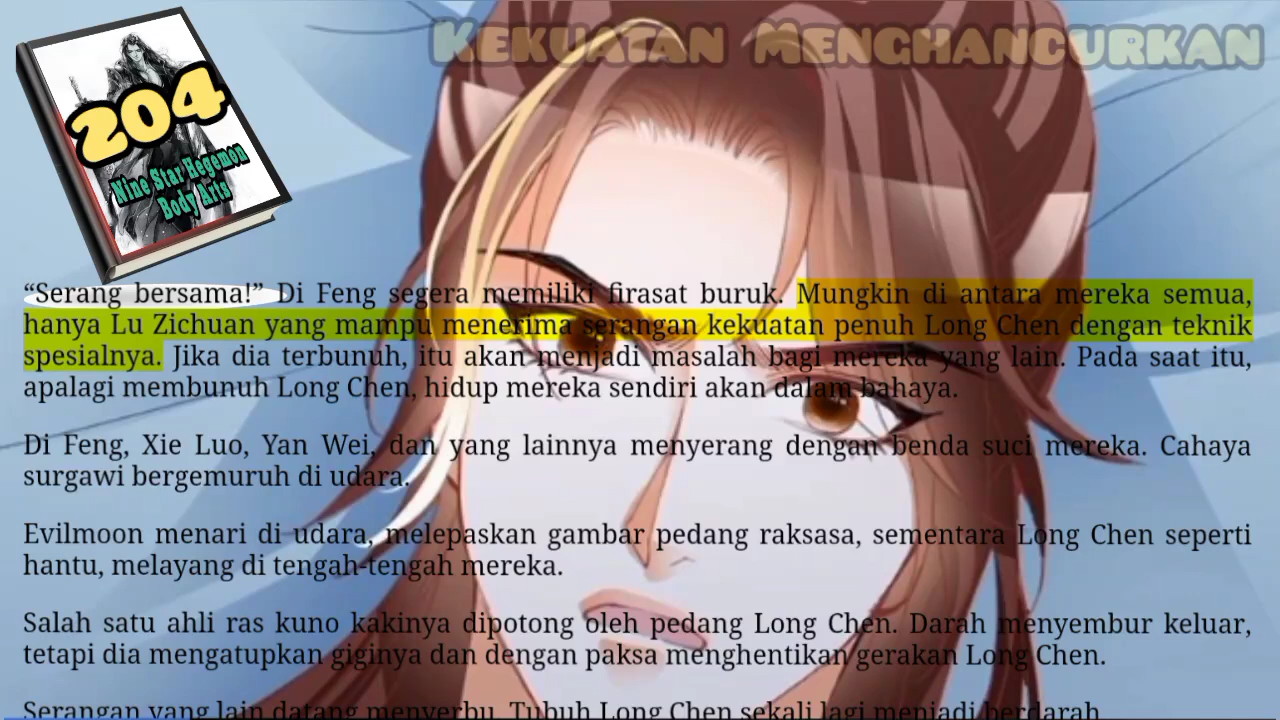 Kekuatan Menghancurkan
204
Nine Star Hegemon
Body Arts
“Serang bersama!” Di Feng segera memiliki firasat buruk. Mungkin di antara mereka semua,
hanya Lu Zichuan yang mampu menerima serangan kekuatan penuh Long Chen dengan teknik
spesialnya. Jika dia terbunuh, itu akan menjadi masalah bagi mereka yang lain. Pada saat itu,
apalagi membunuh Long Chen, hidup mereka sendiri akan dalam bahaya.
Di Feng, Xie Luo, Yan Wei, dan yang lainnya menyerang dengan benda suci mereka. Cahaya
surgawi bergemuruh di udara.
Evilmoon menari di udara, melepaskan gambar pedang raksasa, sementara Long Chen seperti
hantu, melayang di tengah-tengah mereka.
Salah satu ahli ras kuno kakinya dipotong oleh pedang Long Chen. Darah menyembur keluar,
tetapi dia mengatupkan giginya dan dengan paksa menghentikan gerakan Long Chen.
Serangan yang lain datang menyerbu. Tubuh Long Chen sekali lagi menjadi berdarah.